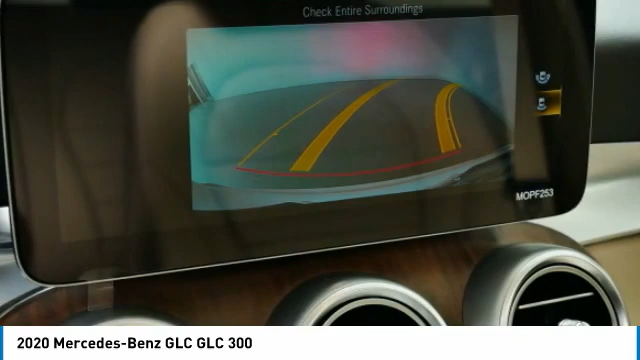 Check Entire Surroundings
MOPF253
2020 Mercedes-Benz GLC GLC 300